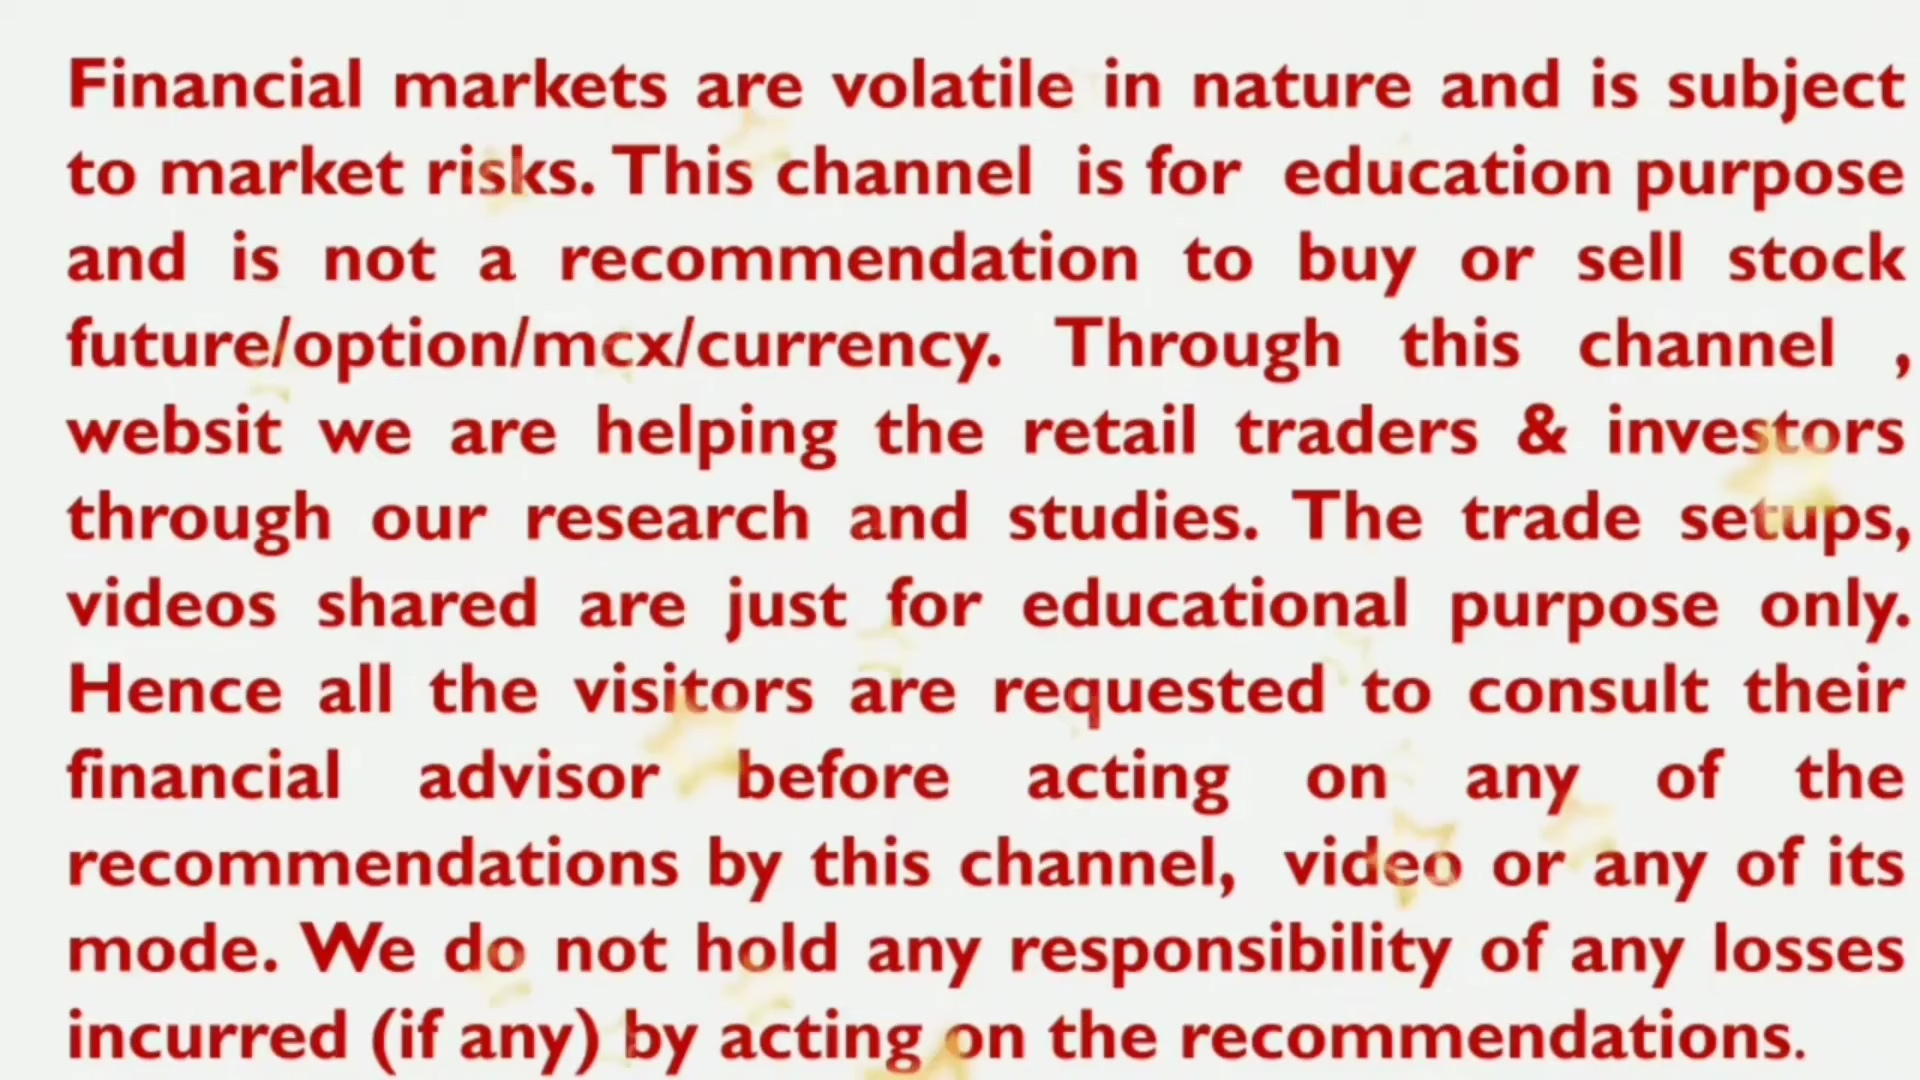 Financial markets are volatile in nature and is subject
to market risks. This channel is for education purpose
and is not a recommendation to buy or sell stock
future/option/mcx/currency. Through this channel ,
websit we are helping the retail traders & investors
through our research and studies. The trade setups,
videos shared are just for educational purpose only.
Hence all the visitors are requested to consult their
financial advisor before acting on any of the
recommendations by this channel, video or any of its
mode. We do not hold any responsibility of any losses
incurred (if any) by acting on the recommendations.